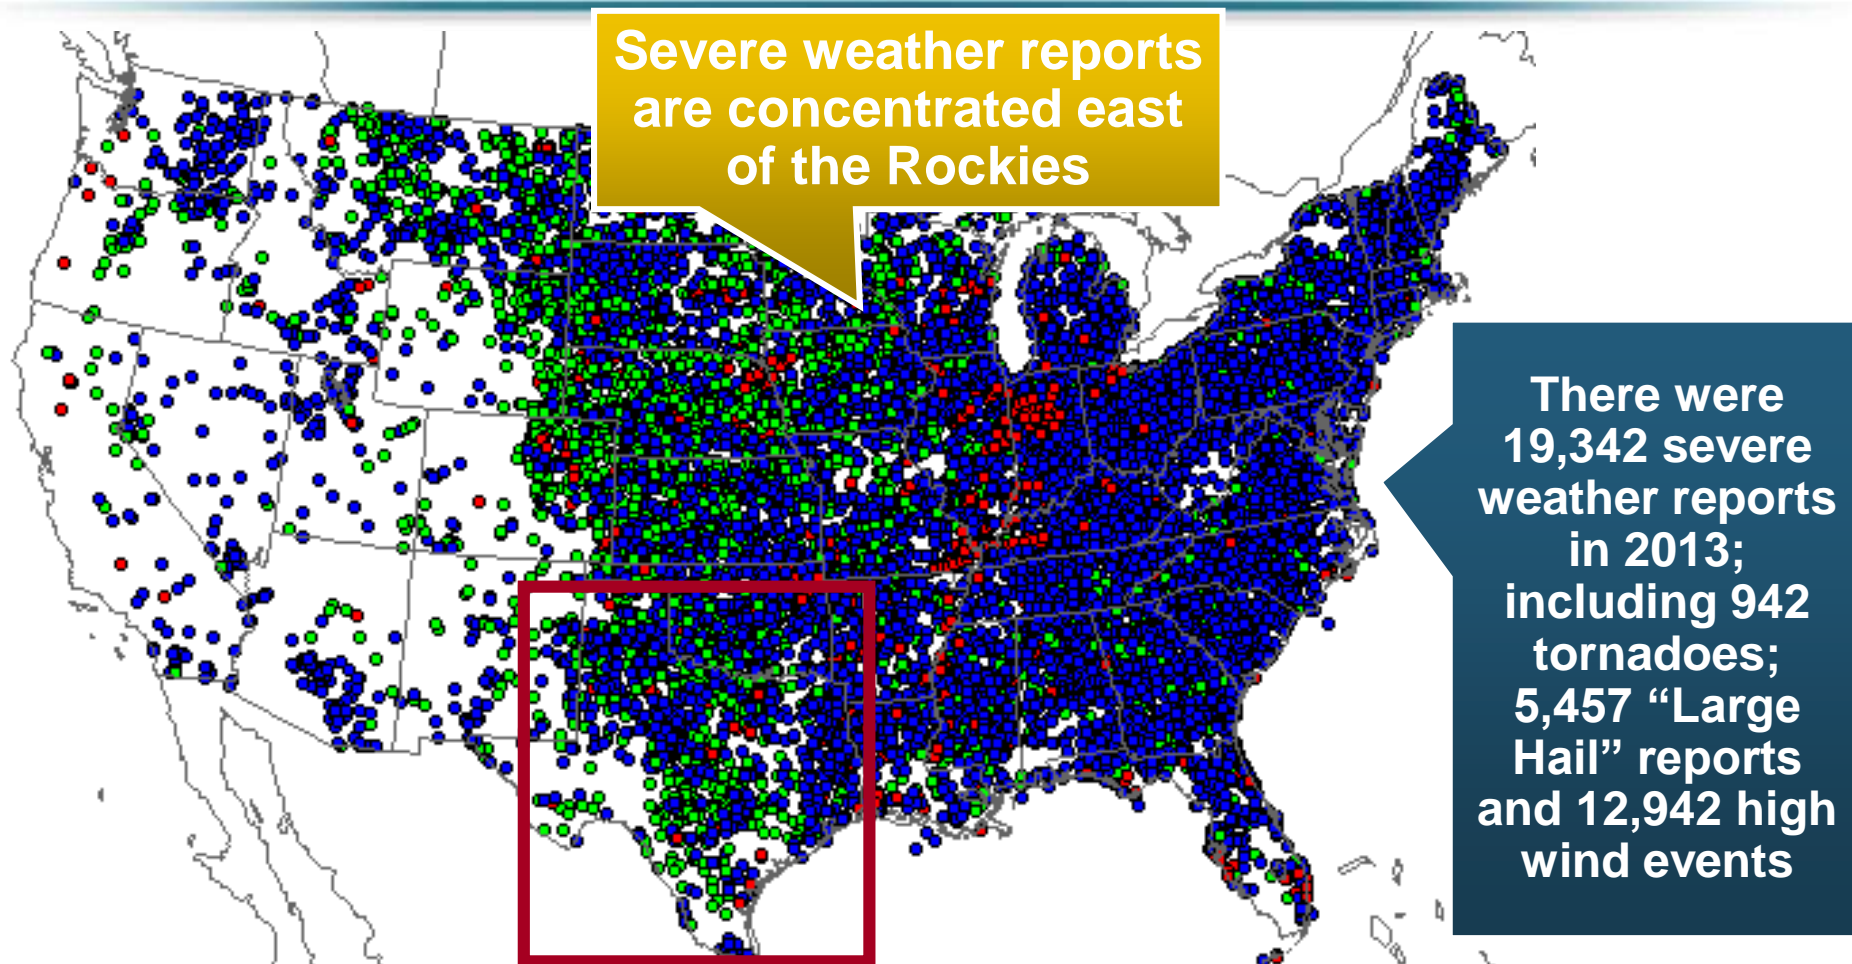 Severe weather reports
are concentrated east
of the Rockies
There were
19,342 severe
weather reports
in 2013;
including 942
tornadoes;
5,457 “Large
Hail” reports
and 12,942 high
wind events